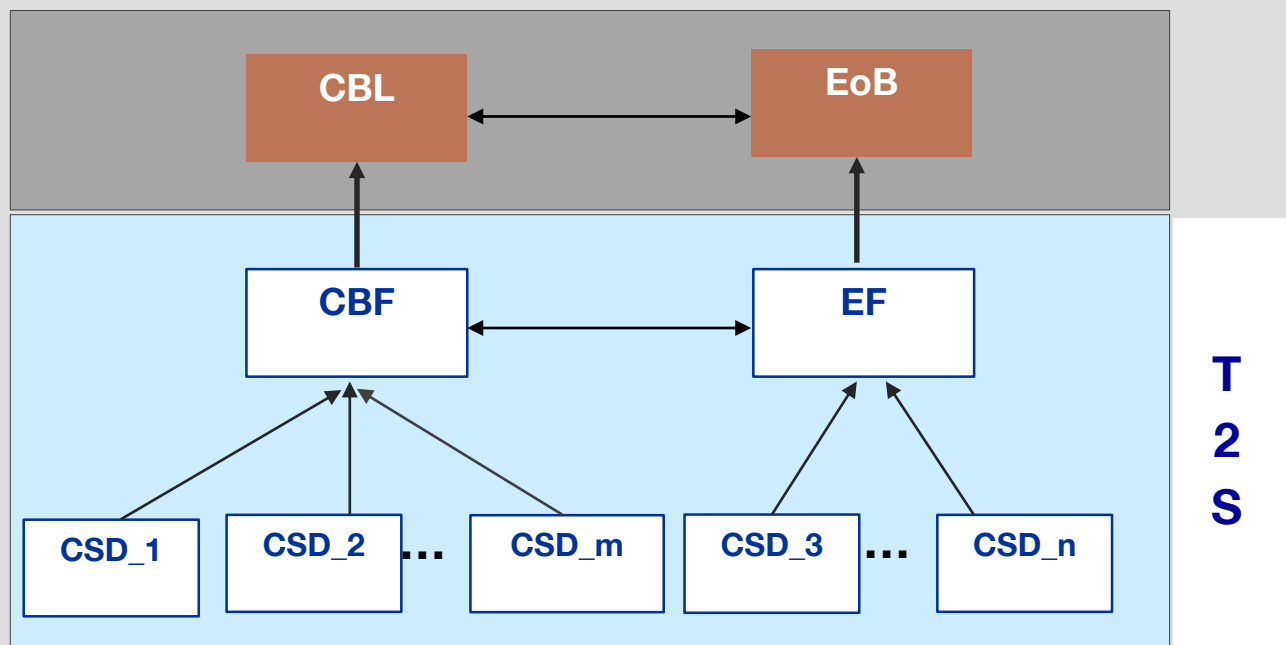 CBL
EoB
CBF
EF
CSD_1
CSD_2
...
CSD_m
CSD_3
...
CSD_n
T
2
S